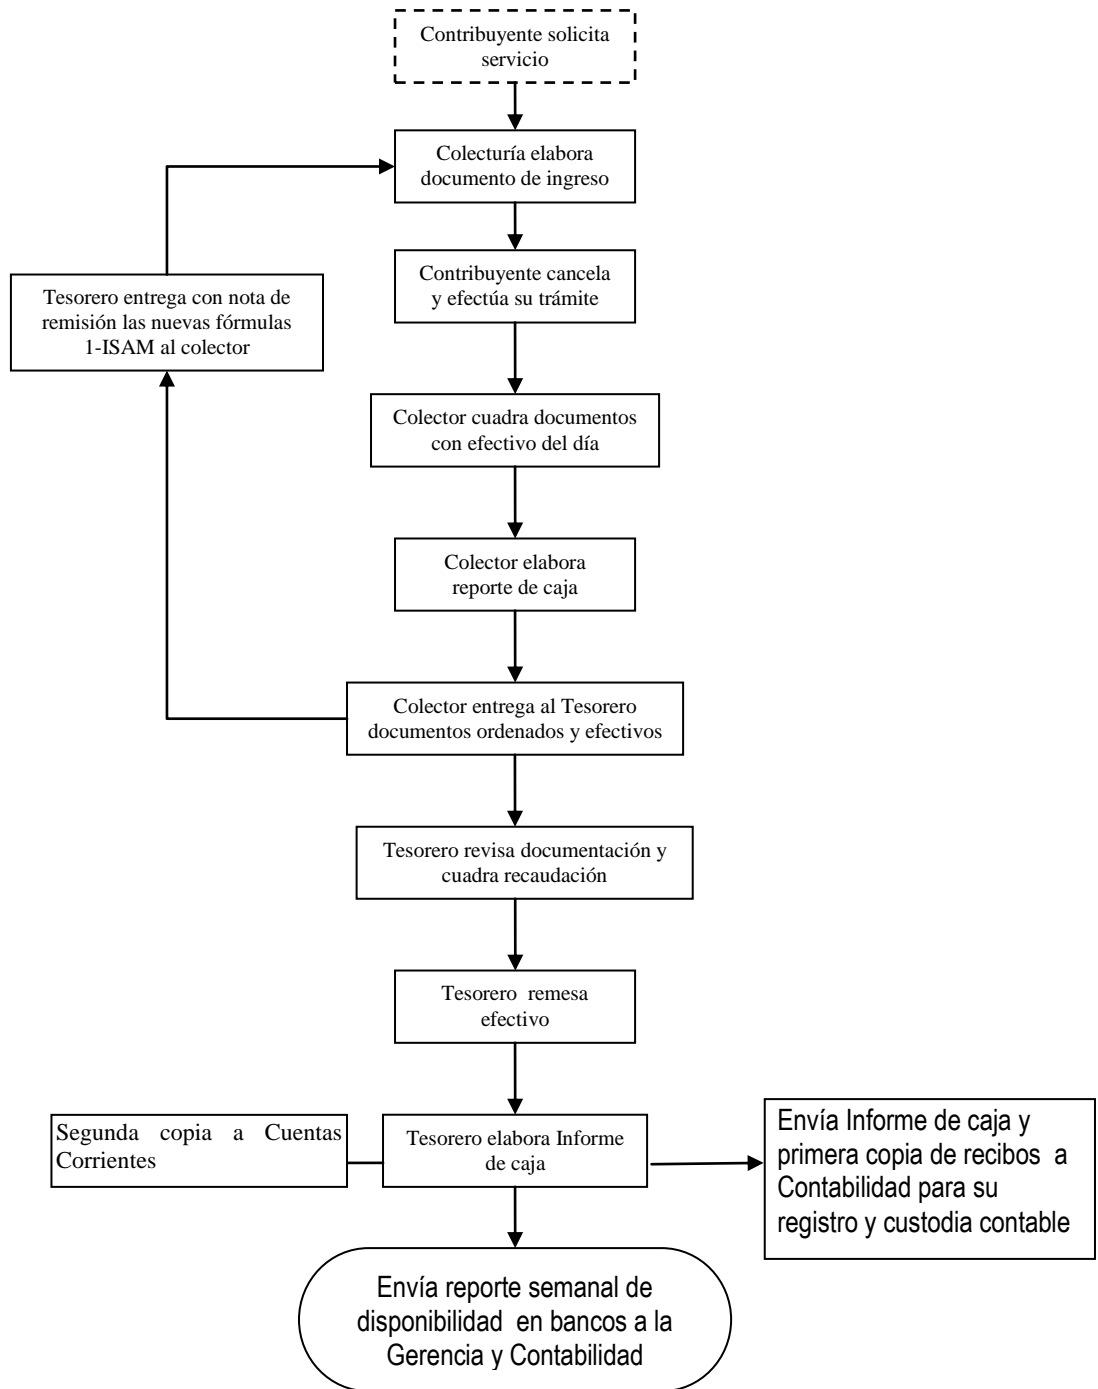 Contribuyente solicita
servicio
Colecturía elabora
documento de ingreso
Contribuyente cancela
y efectúa su trámite
Tesorero entrega con nota de
remisión las nuevas fórmulas
1-ISAM al colector
Colector cuadra documentos
con efectivo del día
Colector elabora
reporte de caja
Colector entrega al Tesorero
documentos ordenados y efectivos
Tesorero revisa documentación y
cuadra recaudación
Tesorero remesa
efectivo
Segunda copia a Cuentas
Corrientes
Tesorero elabora Informe
de caja
Envía Informe de caja y
primera copia de recibos a
Contabilidad para su
registro y custodia contable
Envía reporte semanal de
disponibilidad en bancos a la
Gerencia y Contabilidad